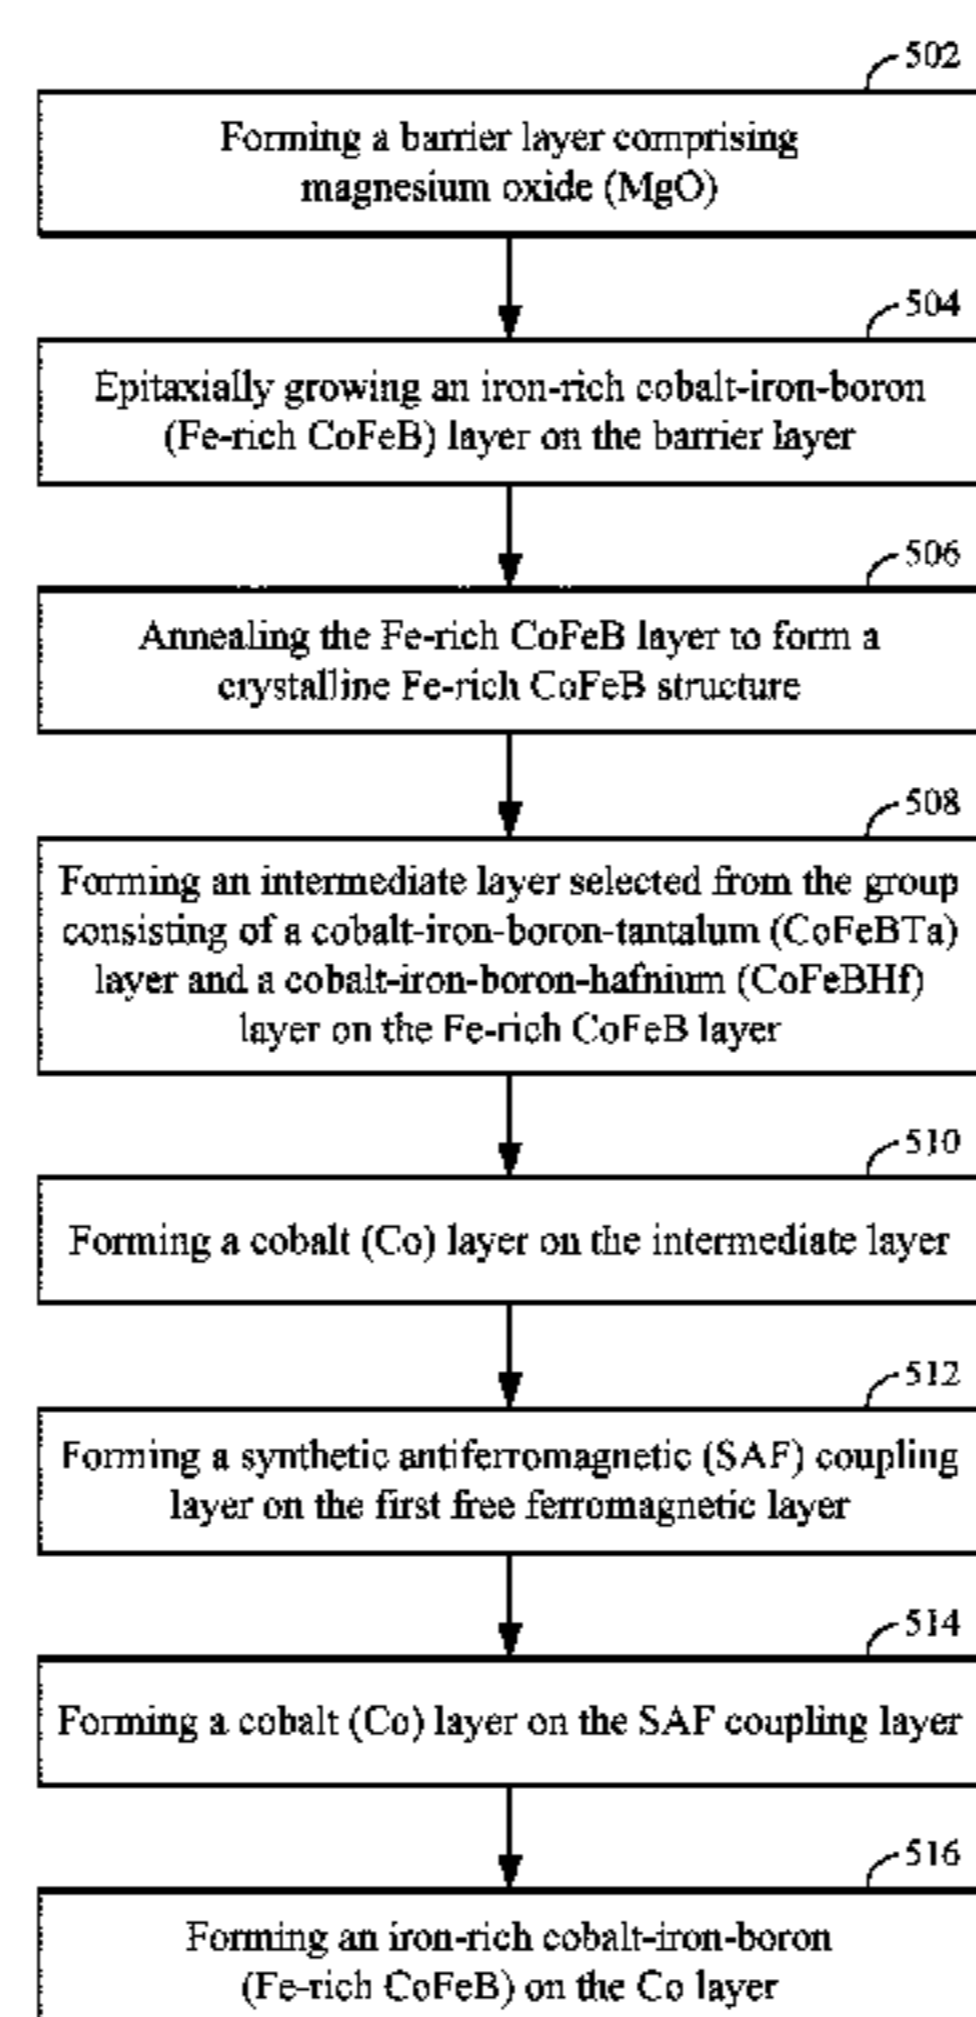 502
Forming a barrier layer comprising
magnesium oxide (MgO)
504
Epitaxially growing an iron-rich cobalt-iron-boron
(Fe-rich CoFeB) layer on the barrier layer
506
Annealing the Fe-rich CoFeB layer to form a
crystalline Fe-rich CoFeB structure
508
Forming an intermediate layer selected from the group
consisting of a cobalt-iron-boron-tantalum (CoFeBTa)
layer and a cobalt-iron-boron-hafnium (CoFeBHf)
layer on the Fe-rich CoFeB layer
510
Forming a cobalt (Co) layer on the intermediate layer
512
Forming a synthetic antiferromagnetic (SAF) coupling
layer on the first free ferromagnetic layer
514
Forming a cobalt (Co) layer on the SAF coupling layer
516
Forming an iron-rich cobalt-iron-boron
(Fe-rich CoFeB) on the Co layer